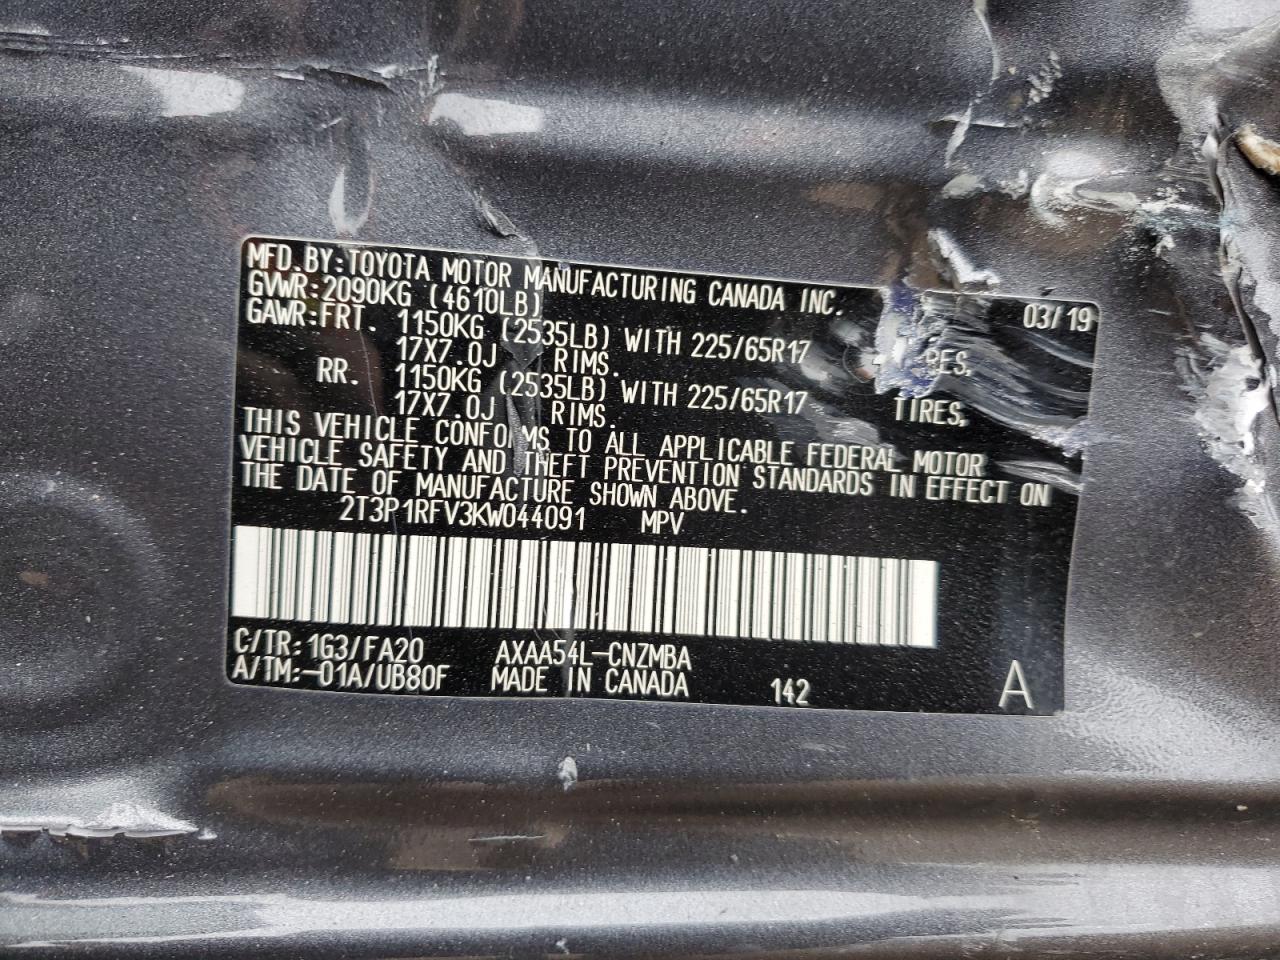 MFD.BY:TOYOTA MOTOR MANUFACTURING CANADA INC. 03/19
GVWR:2090KG (4610LB)
GAWR:FRT. 1150KG (2535LB) WITH 225/65R17
17X7.0J RIMS.
RR. 1150KG (2535LB) WITH 225/65R17 TIRES,
17X7.0J RIMS.
THIS VEHICLE TO ALL APPLICABLE FEDERAL MOTOR
VEHICLE SAFETY AND THEFT PREVENTION STANDARDS IN EFFECT ON
THE DATE OF MANUFACTURE SHOWN ABOVE.
2T3P1RFV3KW044091 MPV
C/TR:1G3/FA20 AXAA54L-CNZMBA
A/TM:-01A/UB80F MADE IN CANADA 142 A